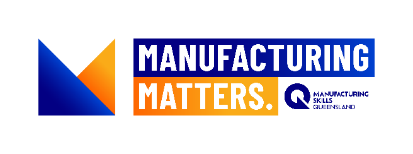 MANUFACTURING
MATTERS.
MANUFACTURING
SKILLS
QUEENSLAND